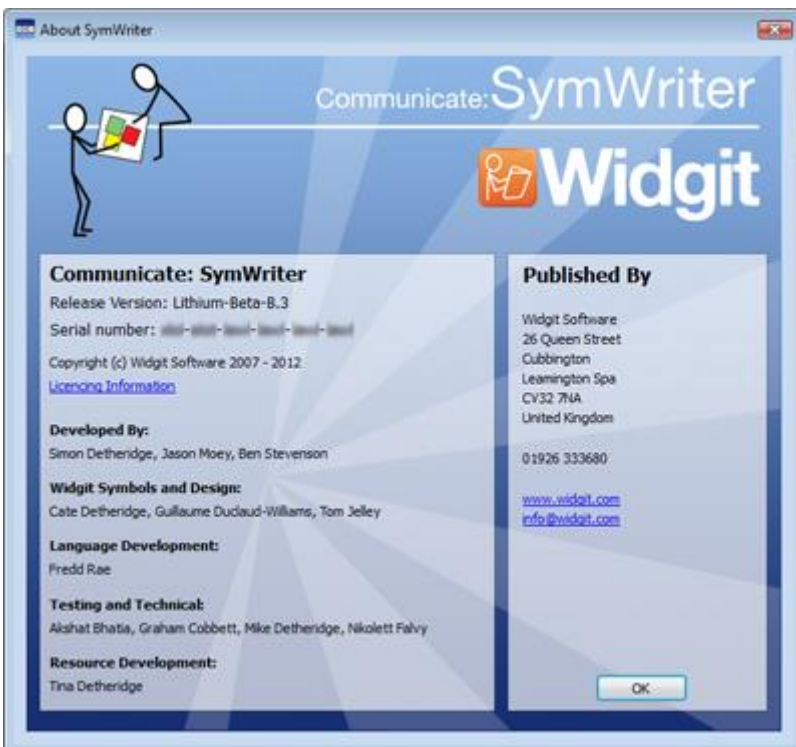 About SymWriter
Communicate: SymWriter
Widgit
Communicate: SymWriter
Release Version: Lithium-Beta-B.3
Serial number:
Copyright (c) Widgit Software 2007 - 2012
Licencing Information
Developed By:
Simon Detheridge, Jason Moey, Ben Stevenson
Widgit Symbols and Design:
Cate Detheridge, Guillaume Duclaud-Williams, Tom Jelley
Language Development:
Fredd Rae
Testing and Technical:
Akshat Bhatia, Graham Cobbett, Mike Detheridge, Nikolett Falvy
Resource Development:
Tina Detheridge
Published By
Widgit Software
26 Queen Street
Cubbington
Leamington Spa
CV32 7NA
United Kingdom
01926 333680
www.widgit.com
info@widgit.com
OK